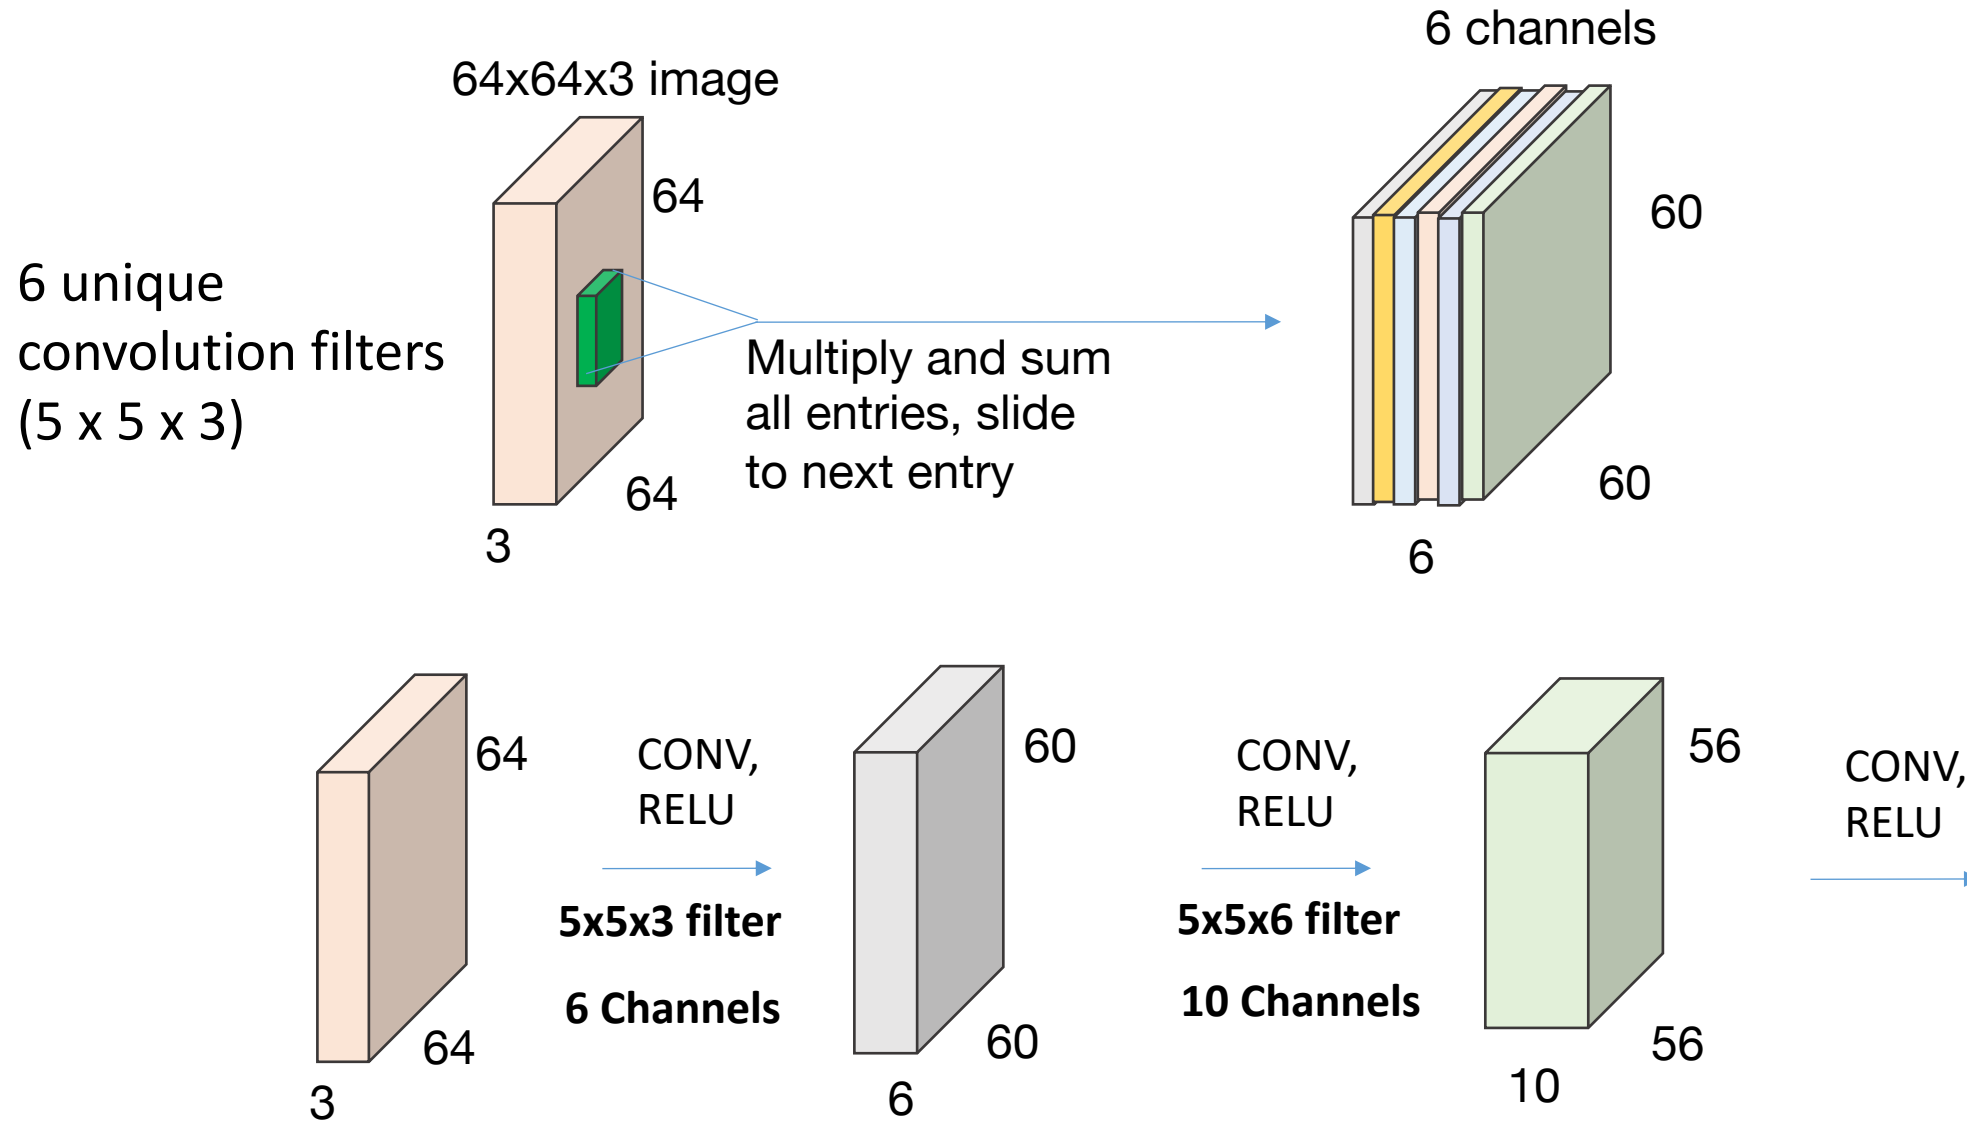 6 channels
64x64x3 image
64
60
6 unique
convolution filters
(5 x 5 x 3)
Multiply and sum
all entries, slide
to next entry
64
60
3
6
64
CONV,
RELU
60
CONV,
RELU
56
CONV,
RELU
5x5x3 filter
5x5x6 filter
6 Channels
10 Channels
64
60
56
3
6
10